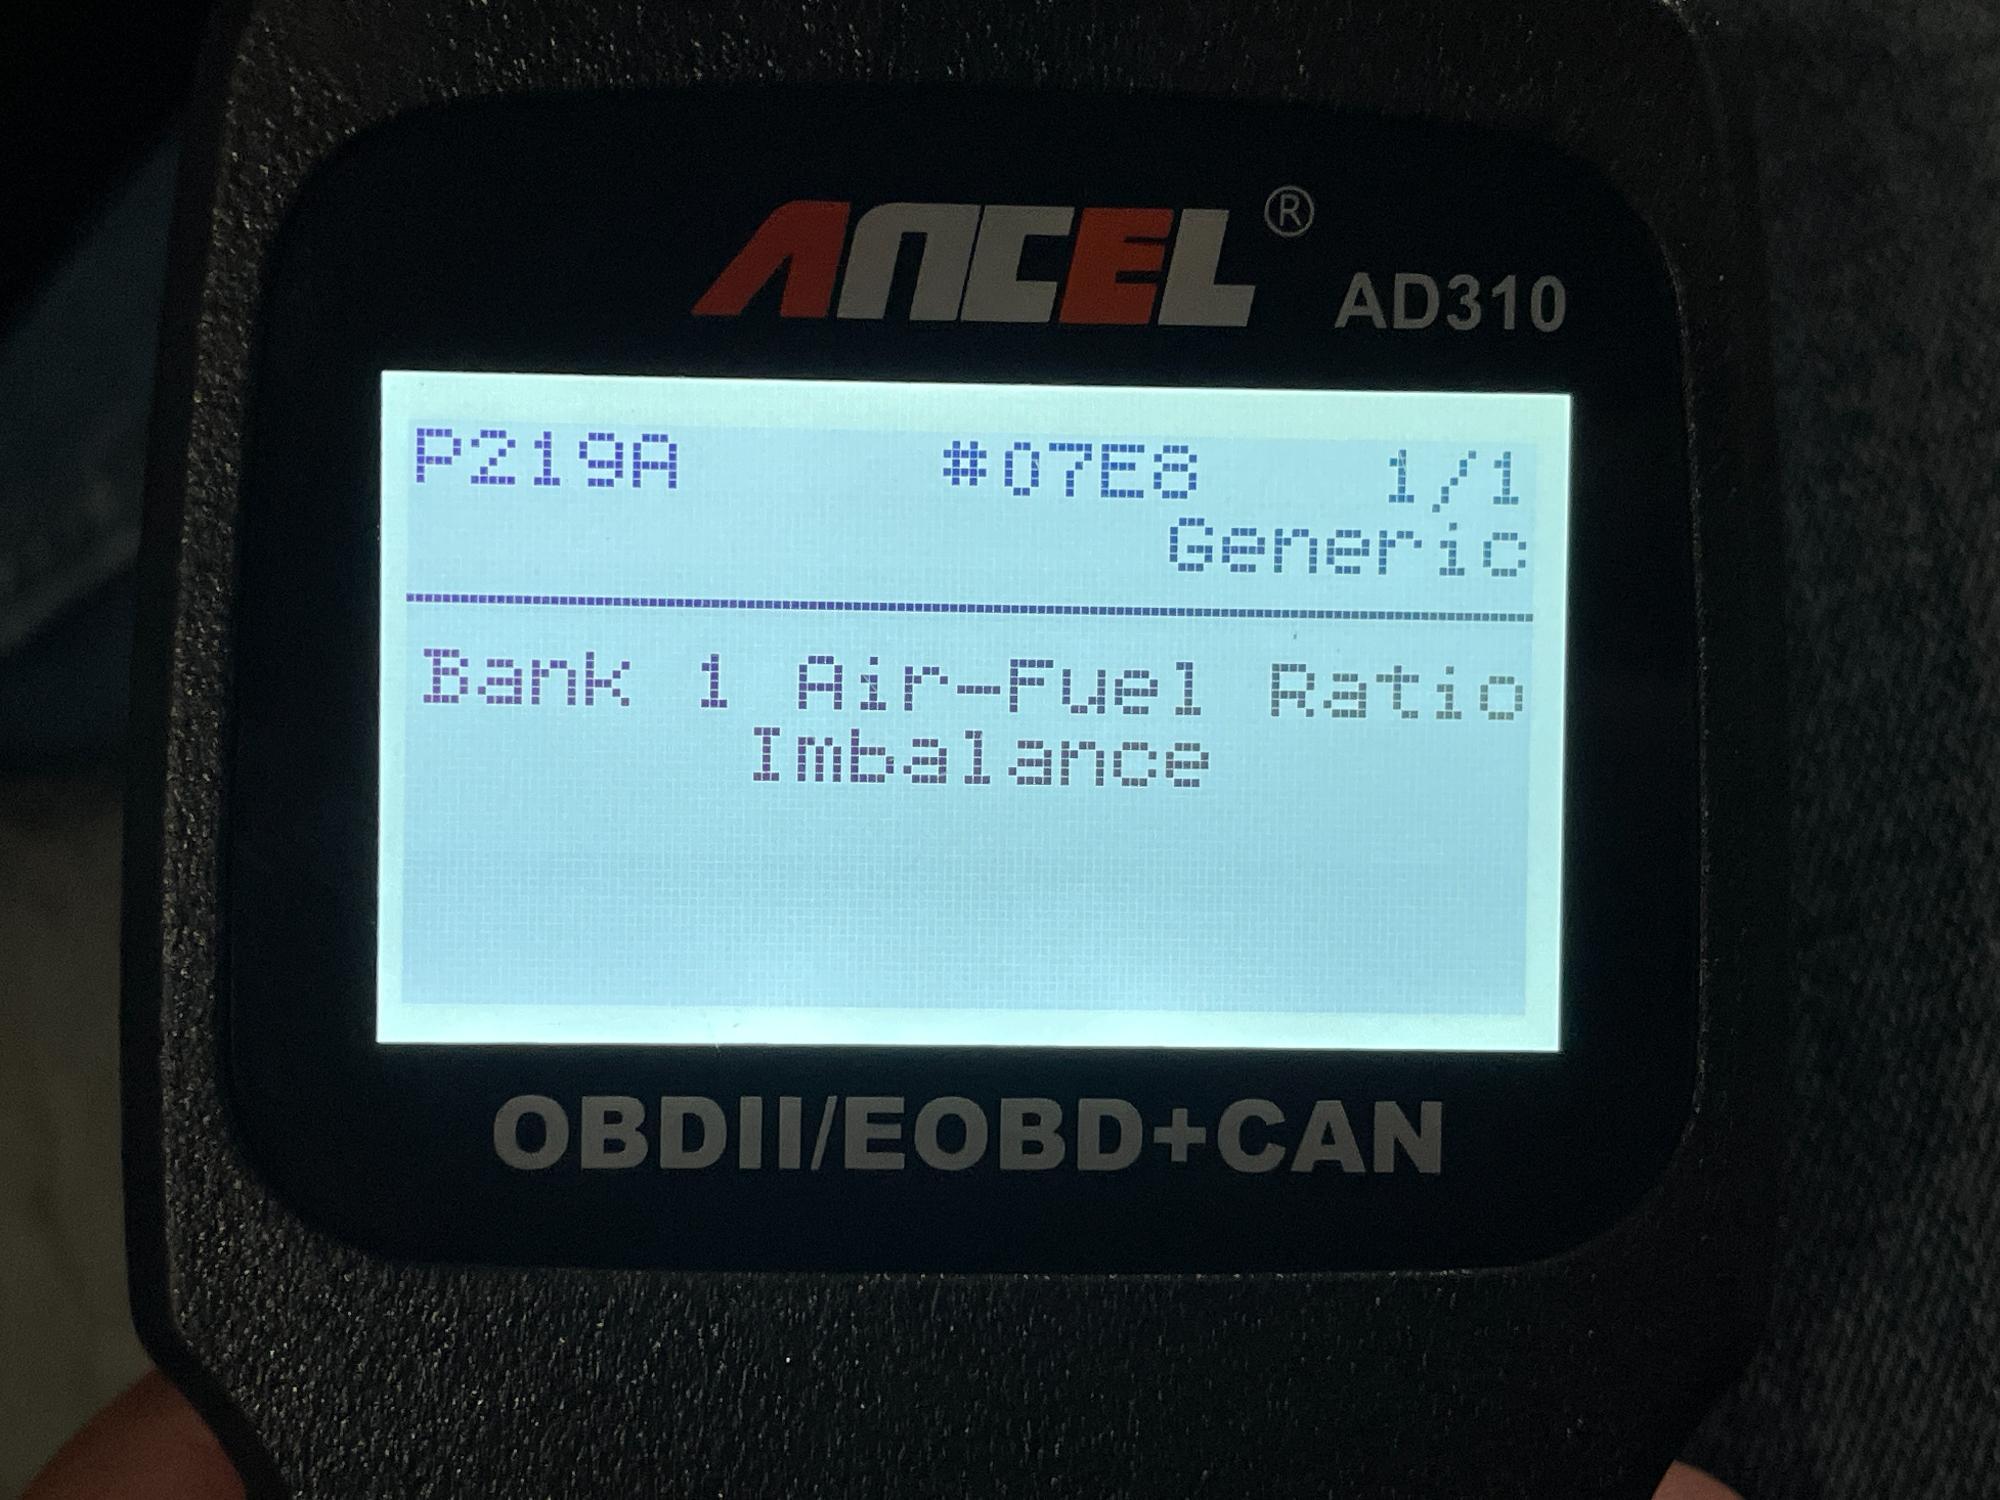 ANCEL®
AD310
P219A #07E8 1/1
Generic
Bank 1 Air-Fuel Ratio
Imbalance
OBDII/EOBD+CAN